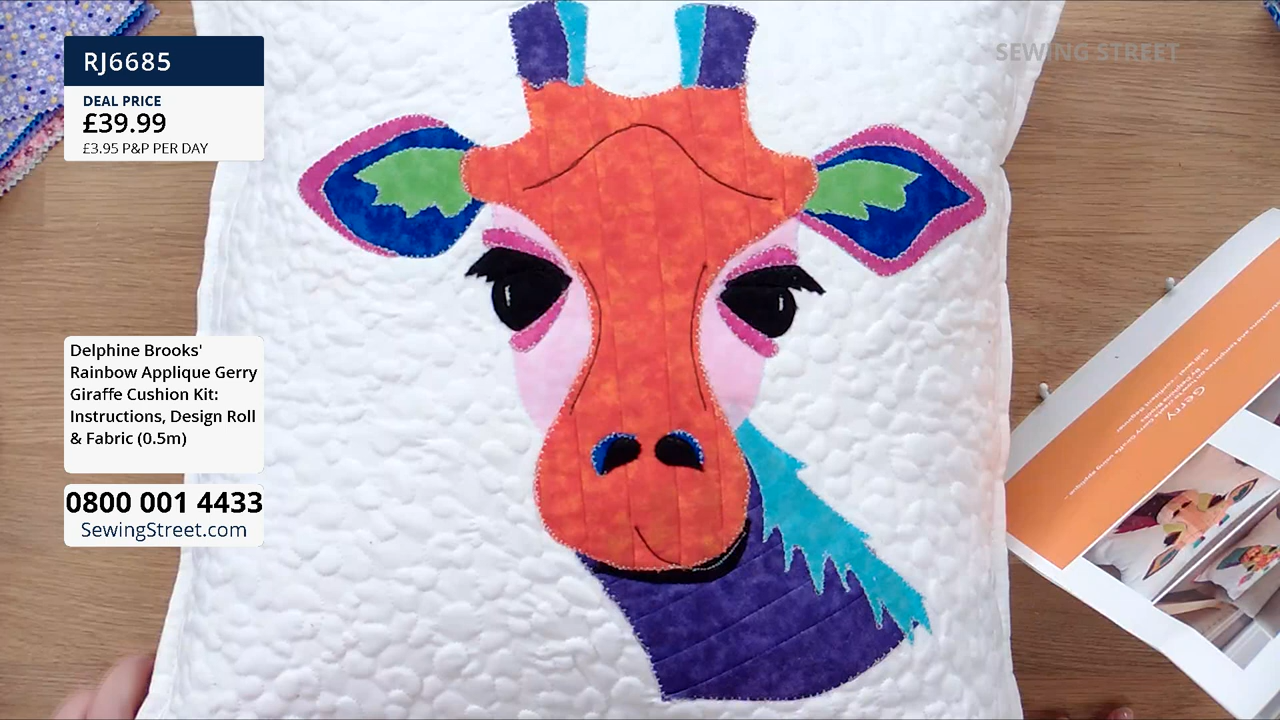 RJ6685
DEAL PRICE
£39.99
£3.95 P&P PER DAY
Delphine Brooks'
Rainbow Applique Gerry
Giraffe Cushion Kit:
Instructions, Design Roll
& Fabric (0.5m)
0800 001 4433
SewingStreet.com
SEWING STREET
Gerry